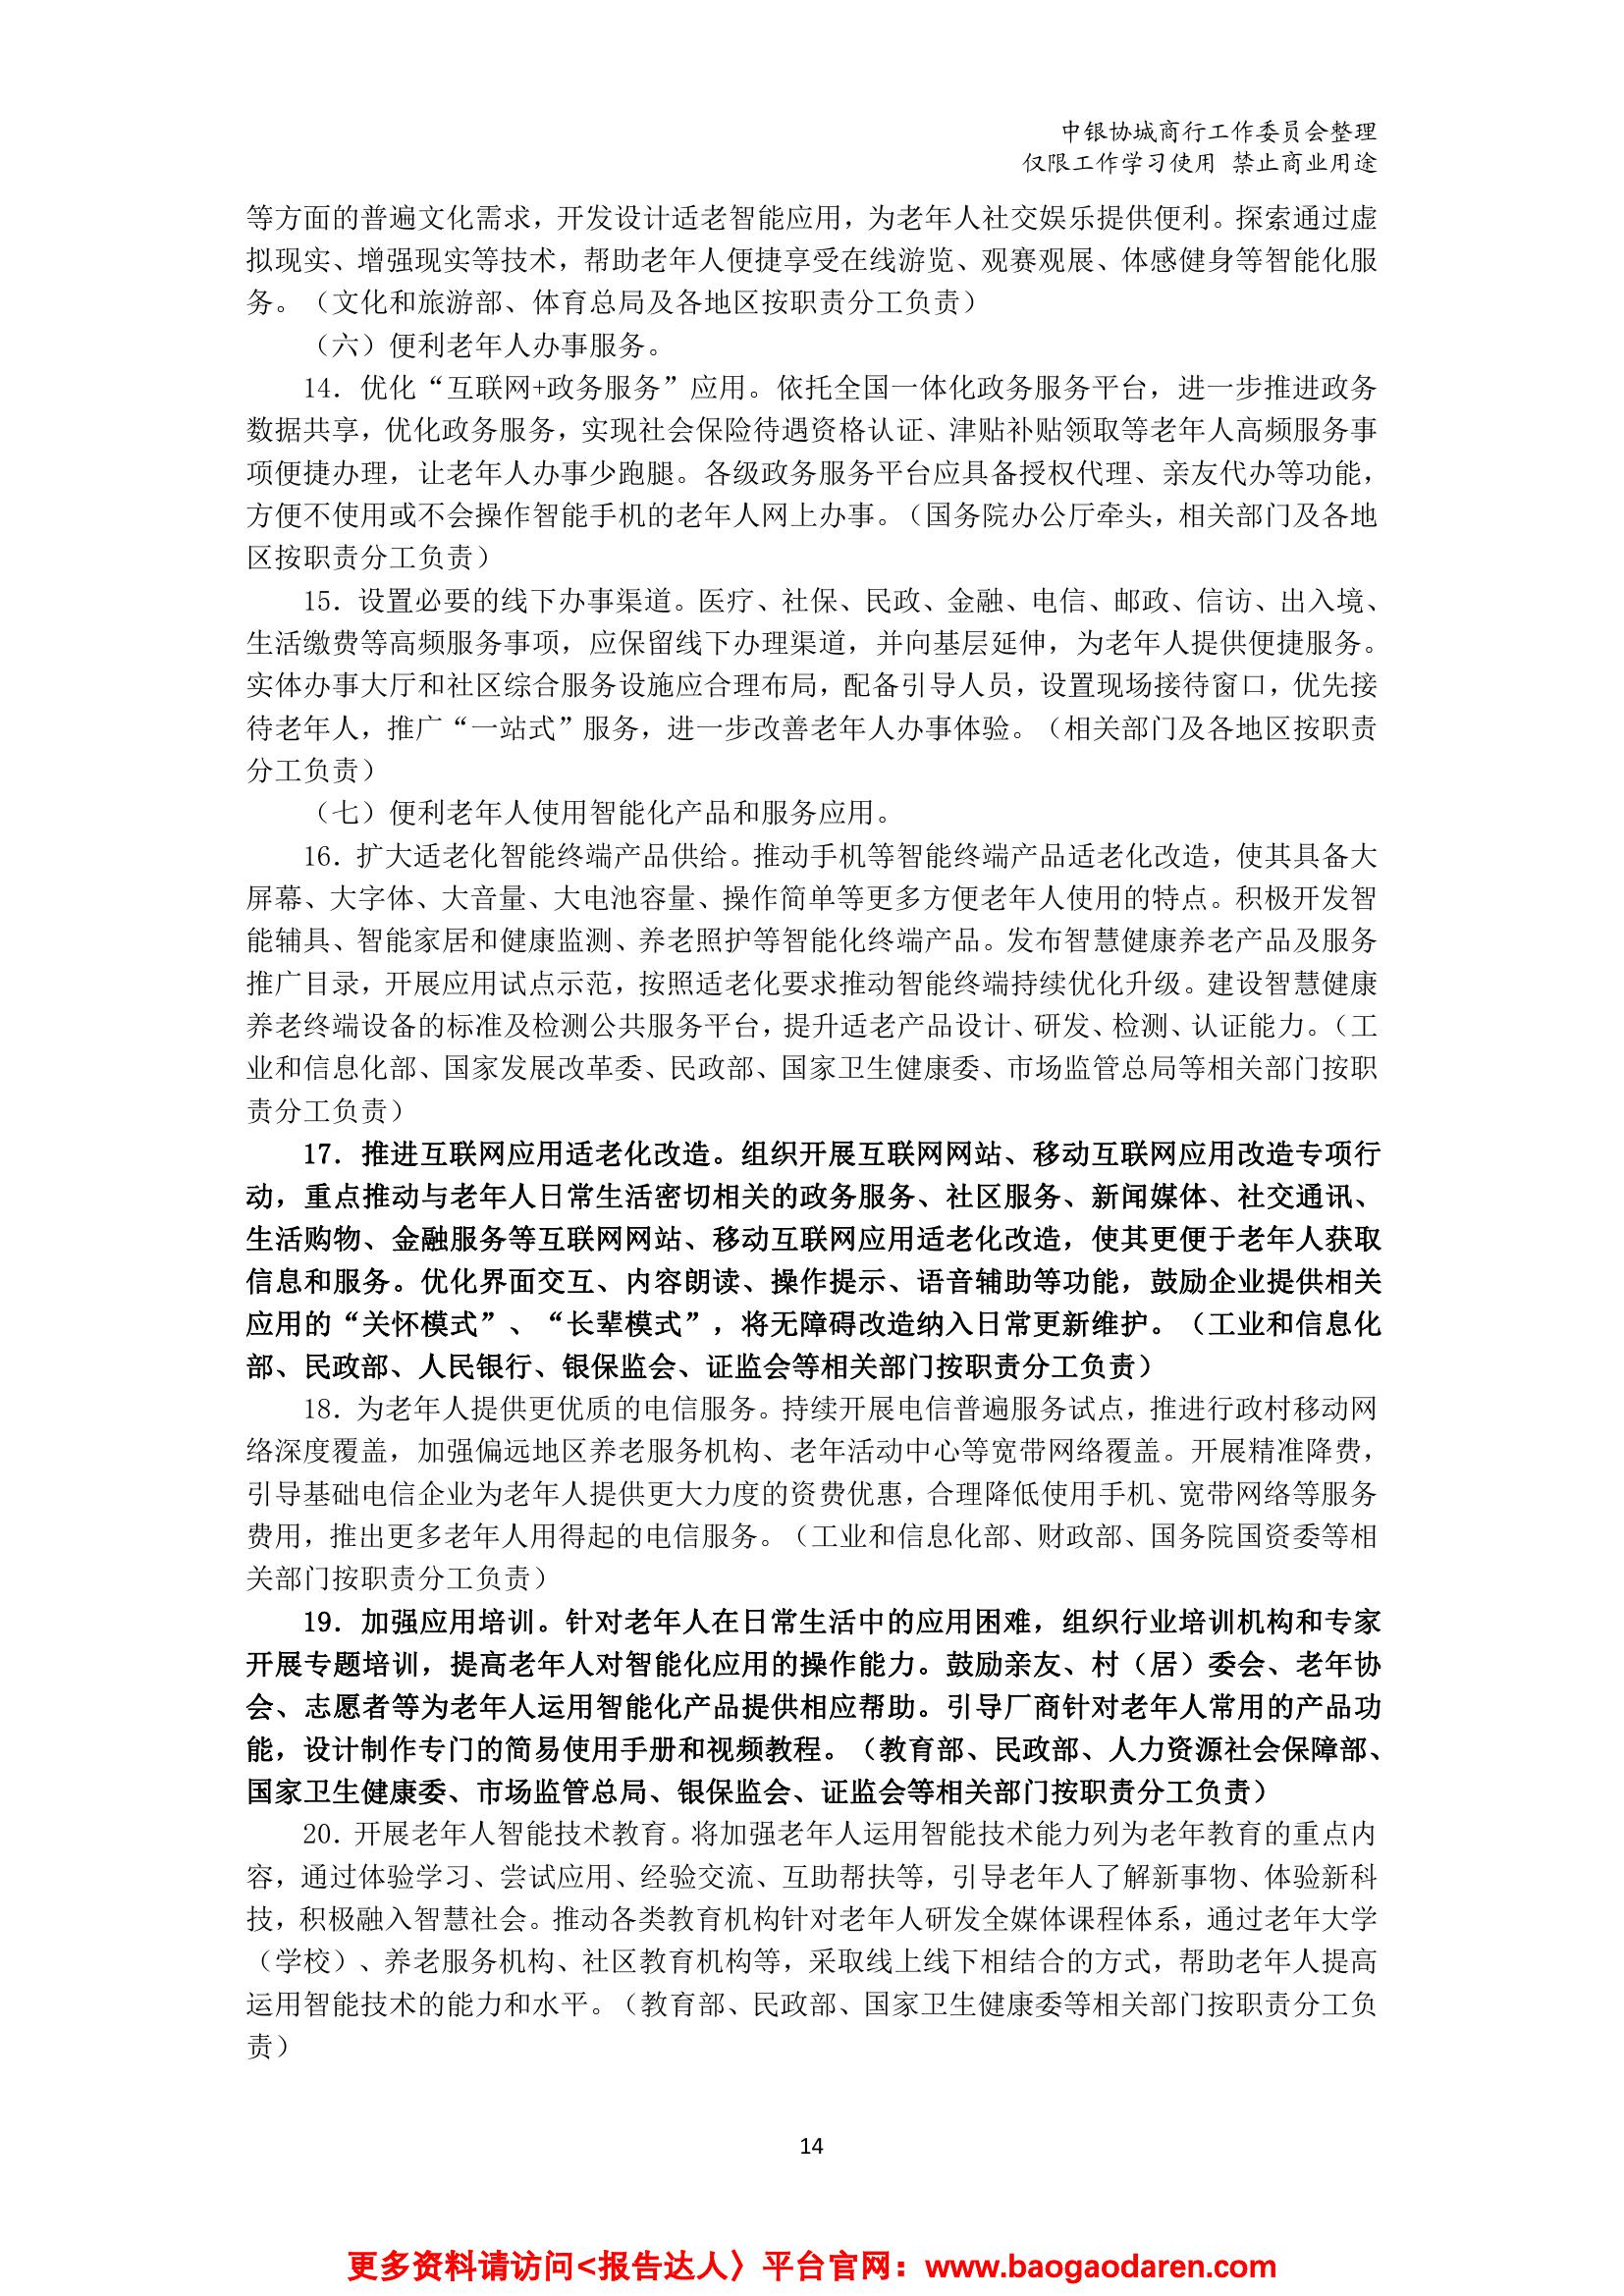 中银协城商行工作委员会整理
仅限工作学习使用 禁止商业用途
等方面的普遍文化需求，开发设计适老智能应用，为老年人社交娱乐提供便利。探索通过虚
拟现实、增强现实等技术，帮助老年人便捷享受在线游览、观赛观展、体感健身等智能化服
务。（文化和旅游部、体育总局及各地区按职责分工负责）
（六）便利老年人办事服务。
14．优化“互联网+政务服务”应用。依托全国一体化政务服务平台，进一步推进政务
数据共享，优化政务服务，实现社会保险待遇资格认证、津贴补贴领取等老年人高频服务事
项便捷办理，让老年人办事少跑腿。各级政务服务平台应具备授权代理、亲友代办等功能，
方便不使用或不会操作智能手机的老年人网上办事。（国务院办公厅牵头，相关部门及各地
区按职责分工负责）
15．设置必要的线下办事渠道。医疗、社保、民政、金融、电信、邮政、信访、出入境、
生活缴费等高频服务事项，应保留线下办理渠道，并向基层延伸，为老年人提供便捷服务。
实体办事大厅和社区综合服务设施应合理布局，配备引导人员，设置现场接待窗口，优先接
待老年人，推广“一站式”服务，进一步改善老年人办事体验。（相关部门及各地区按职责
分工负责）
（七）便利老年人使用智能化产品和服务应用。
16．扩大适老化智能终端产品供给。推动手机等智能终端产品适老化改造，使其具备大
屏幕、大字体、大音量、大电池容量、操作简单等更多方便老年人使用的特点。积极开发智
能辅具、智能家居和健康监测、养老照护等智能化终端产品。发布智慧健康养老产品及服务
推广目录，开展应用试点示范，按照适老化要求推动智能终端持续优化升级。建设智慧健康
养老终端设备的标准及检测公共服务平台，提升适老产品设计、研发、检测、认证能力。（工
业和信息化部、国家发展改革委、民政部、国家卫生健康委、市场监管总局等相关部门按职
责分工负责）
17．推进互联网应用适老化改造。组织开展互联网网站、移动互联网应用改造专项行
动，重点推动与老年人日常生活密切相关的政务服务、社区服务、新闻媒体、社交通讯、
生活购物、金融服务等互联网网站、移动互联网应用适老化改造，使其更便于老年人获取
信息和服务。优化界面交互、内容朗读、操作提示、语音辅助等功能，鼓励企业提供相关
应用的“关怀模式”、“长辈模式”，将无障碍改造纳入日常更新维护。（工业和信息化
部、民政部、人民银行、银保监会、证监会等相关部门按职责分工负责）
18．为老年人提供更优质的电信服务。持续开展电信普遍服务试点，推进行政村移动网
络深度覆盖，加强偏远地区养老服务机构、老年活动中心等宽带网络覆盖。开展精准降费，
引导基础电信企业为老年人提供更大力度的资费优惠，合理降低使用手机、宽带网络等服务
费用，推出更多老年人用得起的电信服务。（工业和信息化部、财政部、国务院国资委等相
关部门按职责分工负责）
19．加强应用培训。针对老年人在日常生活中的应用困难，组织行业培训机构和专家
开展专题培训，提高老年人对智能化应用的操作能力。鼓励亲友、村（居）委会、老年协
会、志愿者等为老年人运用智能化产品提供相应帮助。引导厂商针对老年人常用的产品功
能，设计制作专门的简易使用手册和视频教程。（教育部、民政部、人力资源社会保障部、
国家卫生健康委、市场监管总局、银保监会、证监会等相关部门按职责分工负责）
20．开展老年人智能技术教育。将加强老年人运用智能技术能力列为老年教育的重点内
容，通过体验学习、尝试应用、经验交流、互助帮扶等，引导老年人了解新事物、体验新科
技，积极融入智慧社会。推动各类教育机构针对老年人研发全媒体课程体系，通过老年大学
（学校）、养老服务机构、社区教育机构等，采取线上线下相结合的方式，帮助老年人提高
运用智能技术的能力和水平。（教育部、民政部、国家卫生健康委等相关部门按职责分工负
责）
14
更多资料请访问<报告达人〉平台官网：www.baogaodaren.com